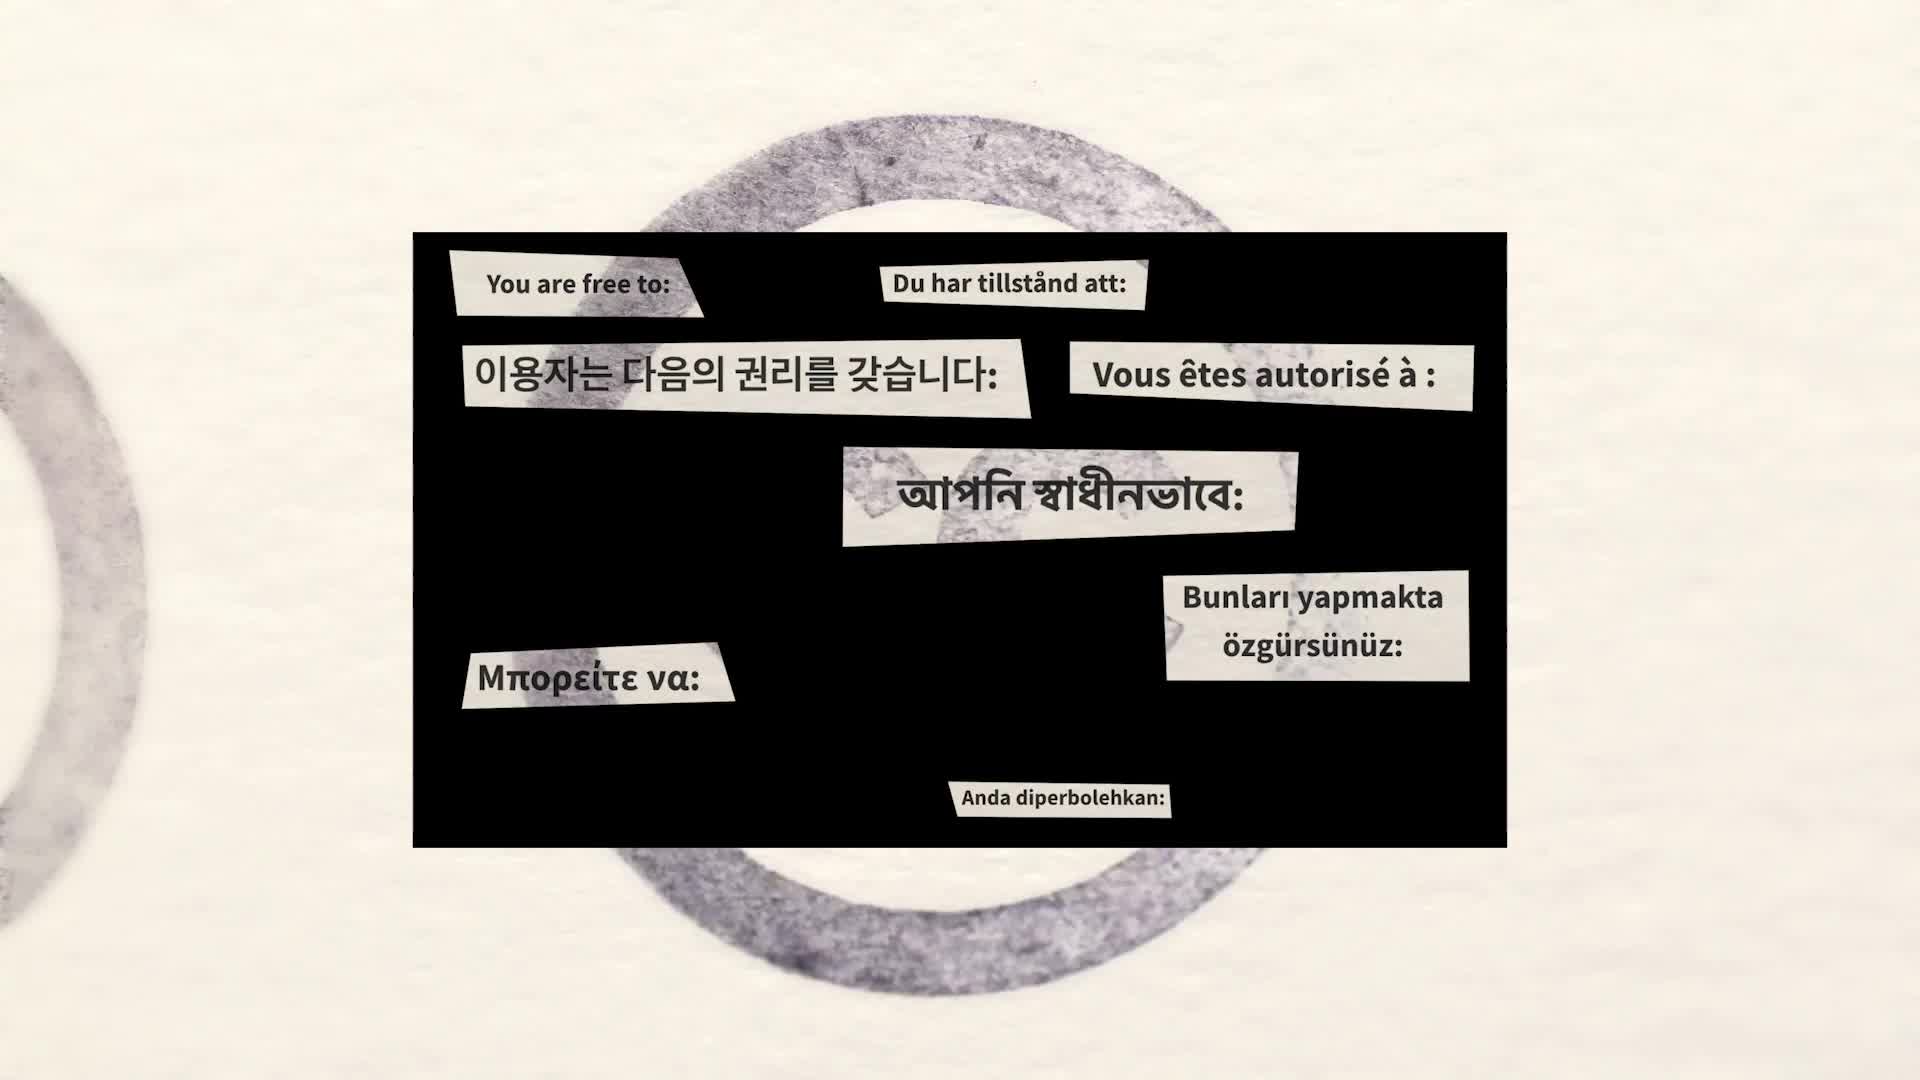 You are free to:
Du har tillstånd att:
이용자는 다음의 권리를 갖습니다:
Vous êtes autorisé à :
আপনি স্বাধীনভাবে:
Bunları yapmakta
özgürsünüz:
Μπορείτε να:
Anda diperbolehkan: